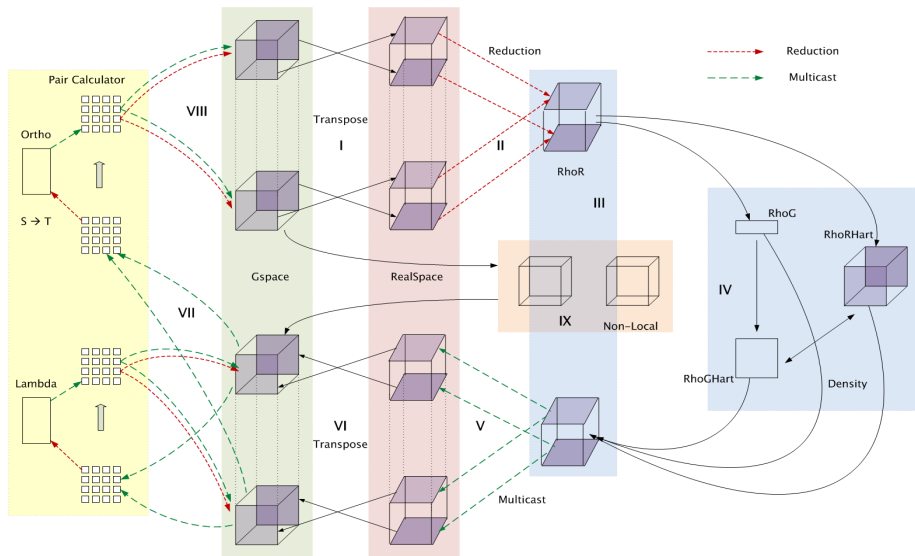 Reduction
Reduction
Multicast
Pair Calculator
VIII
Transpose
Ortho
I
II
RhoR
III
S → T
RhoG
RhoRHart
Gspace
RealSpace
IV
VII
IX
Non-Local
RhoGHart
Lambda
Density
VI
V
Transpose
Multicast